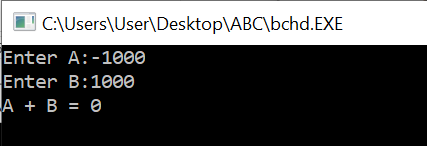 C:\Users\User\Desktop\ABC\bchd.EXE
Enter A:-1000
Enter B:1000
A + B = 0